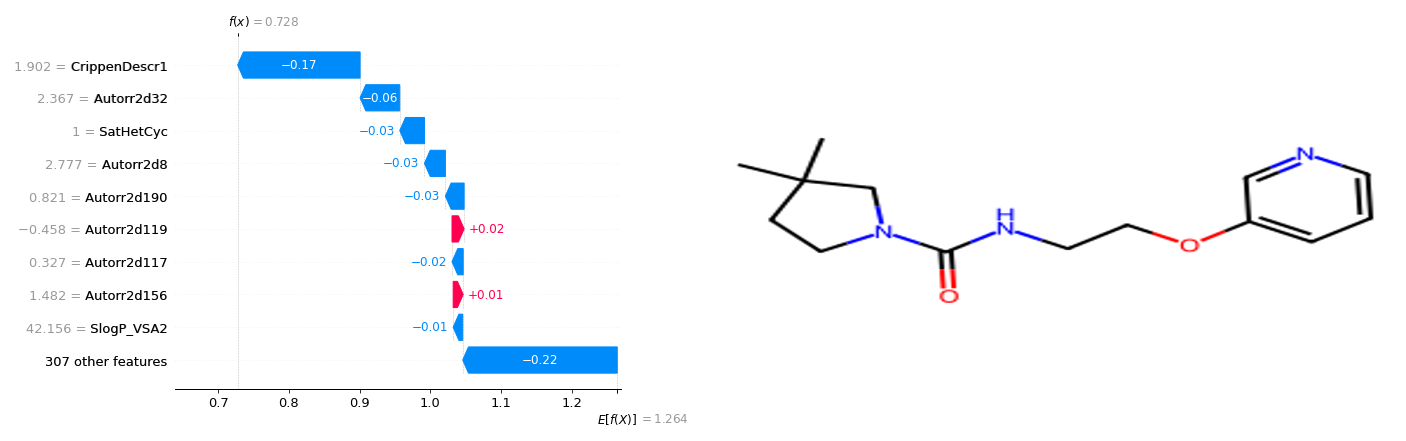 f(x) = 0.728
1.902 = CrippenDescr1
−0.17
2.367 = Autorr2d32
−0.06
1 = SatHetCyc
−0.03
2.777 = Autorr2d8
−0.03
0.821 = Autorr2d190
−0.03
−0.458 = Autorr2d119
+0.02
0.327 = Autorr2d117
−0.02
1.482 = Autorr2d156
+0.01
42.156 = SlogP_VSA2
−0.01
307 other features
−0.22
0.7 0.8 0.9 1.0 1.1 1.2
E[f(X)] = 1.264
N
H
N
N
O
O